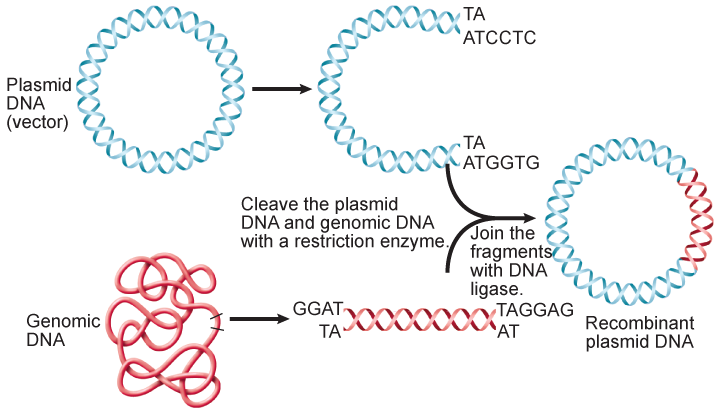 TA
ATCCTC
Plasmid
DNA
(vector)
TA
ATGGTG
Cleave the plasmid
DNA and genomic DNA
with a restriction enzyme.
Join the
fragments
with DNA
ligase.
Genomic
DNA
GGAT
TA
TAGGAG
AT
Recombinant
plasmid DNA